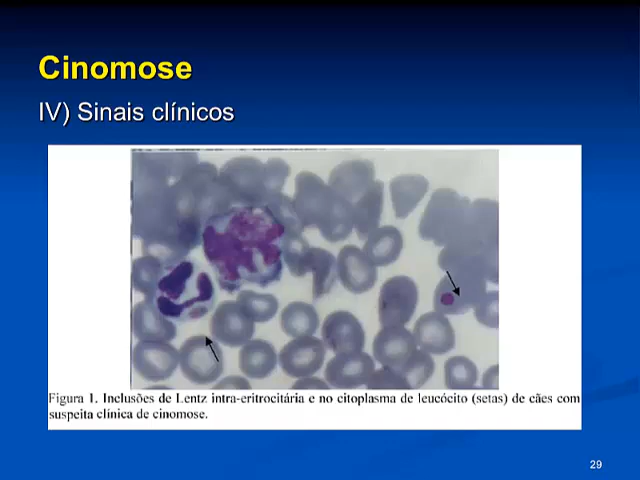 Cinomose
IV) Sinais clínicos
Figura 1. Inclusões de Lentz intra-eritrocitária e no citoplasma de leucócito (setas) de cães com
suspeita clínica de cinomose.
29